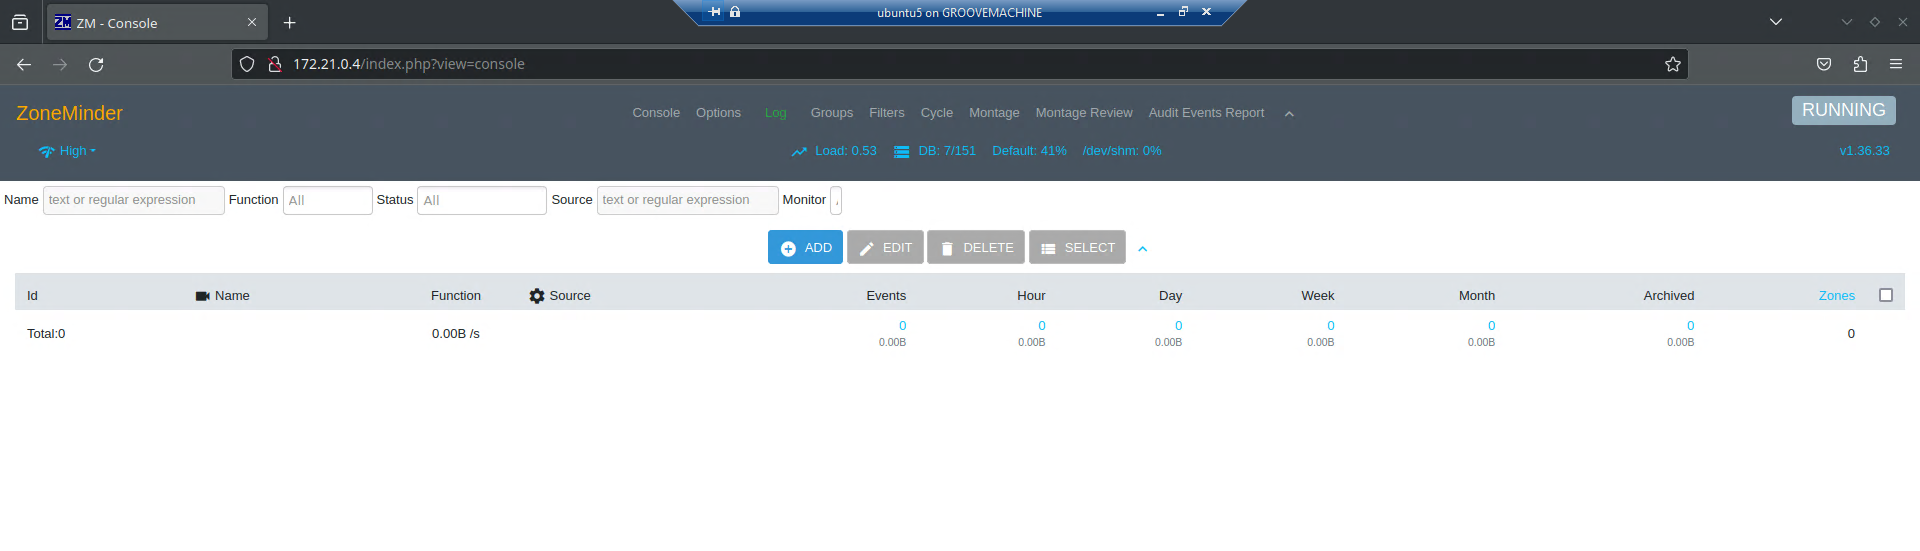 ubuntu5 on GROOVEMACHINE
ZM ZM - Console
172.21.0.4/index.php?view=console
ZoneMinder Console Options Log Groups Filters Cycle Montage Montage Review Audit Events Report RUNNING
High Load: 0.53 DB: 7/151 Default: 41% /dev/shm: 0% v1.36.33
Name text or regular expression Function All Status All Source text or regular expression Monitor
ADD EDIT DELETE SELECT
Id Name Function Source Events Hour Day Week Month Archived Zones
Total:0 0.00B /s 0 0 0 0 0 0 0
0.00B 0.00B 0.00B 0.00B 0.00B 0.00B